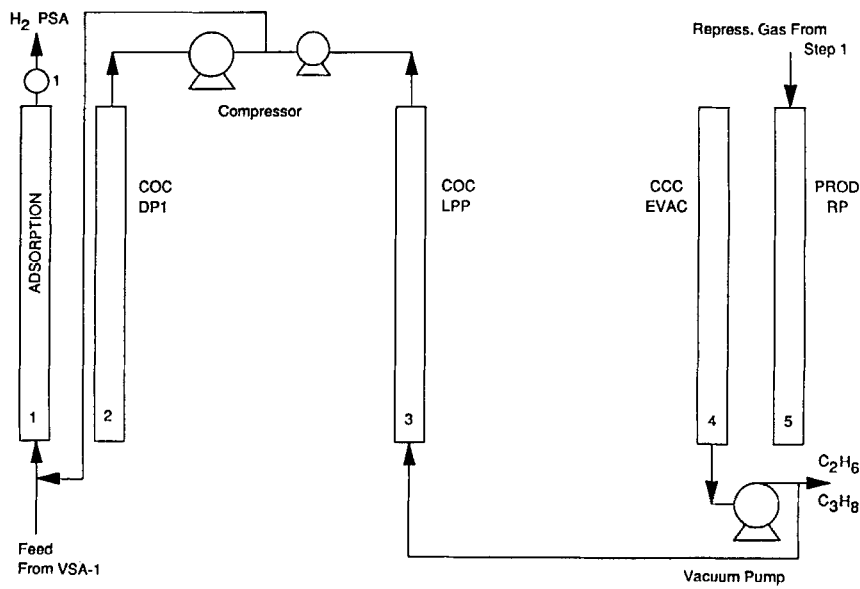 H2 PSA
1
Repress. Gas From
Step 1
Compressor
ADSORPTION
COC
DP1
COC
LPP
CCC
EVAC
PROD
RP
1
2
3
4
5
Feed
From VSA-1
C2H6
C3H8
Vacuum Pump